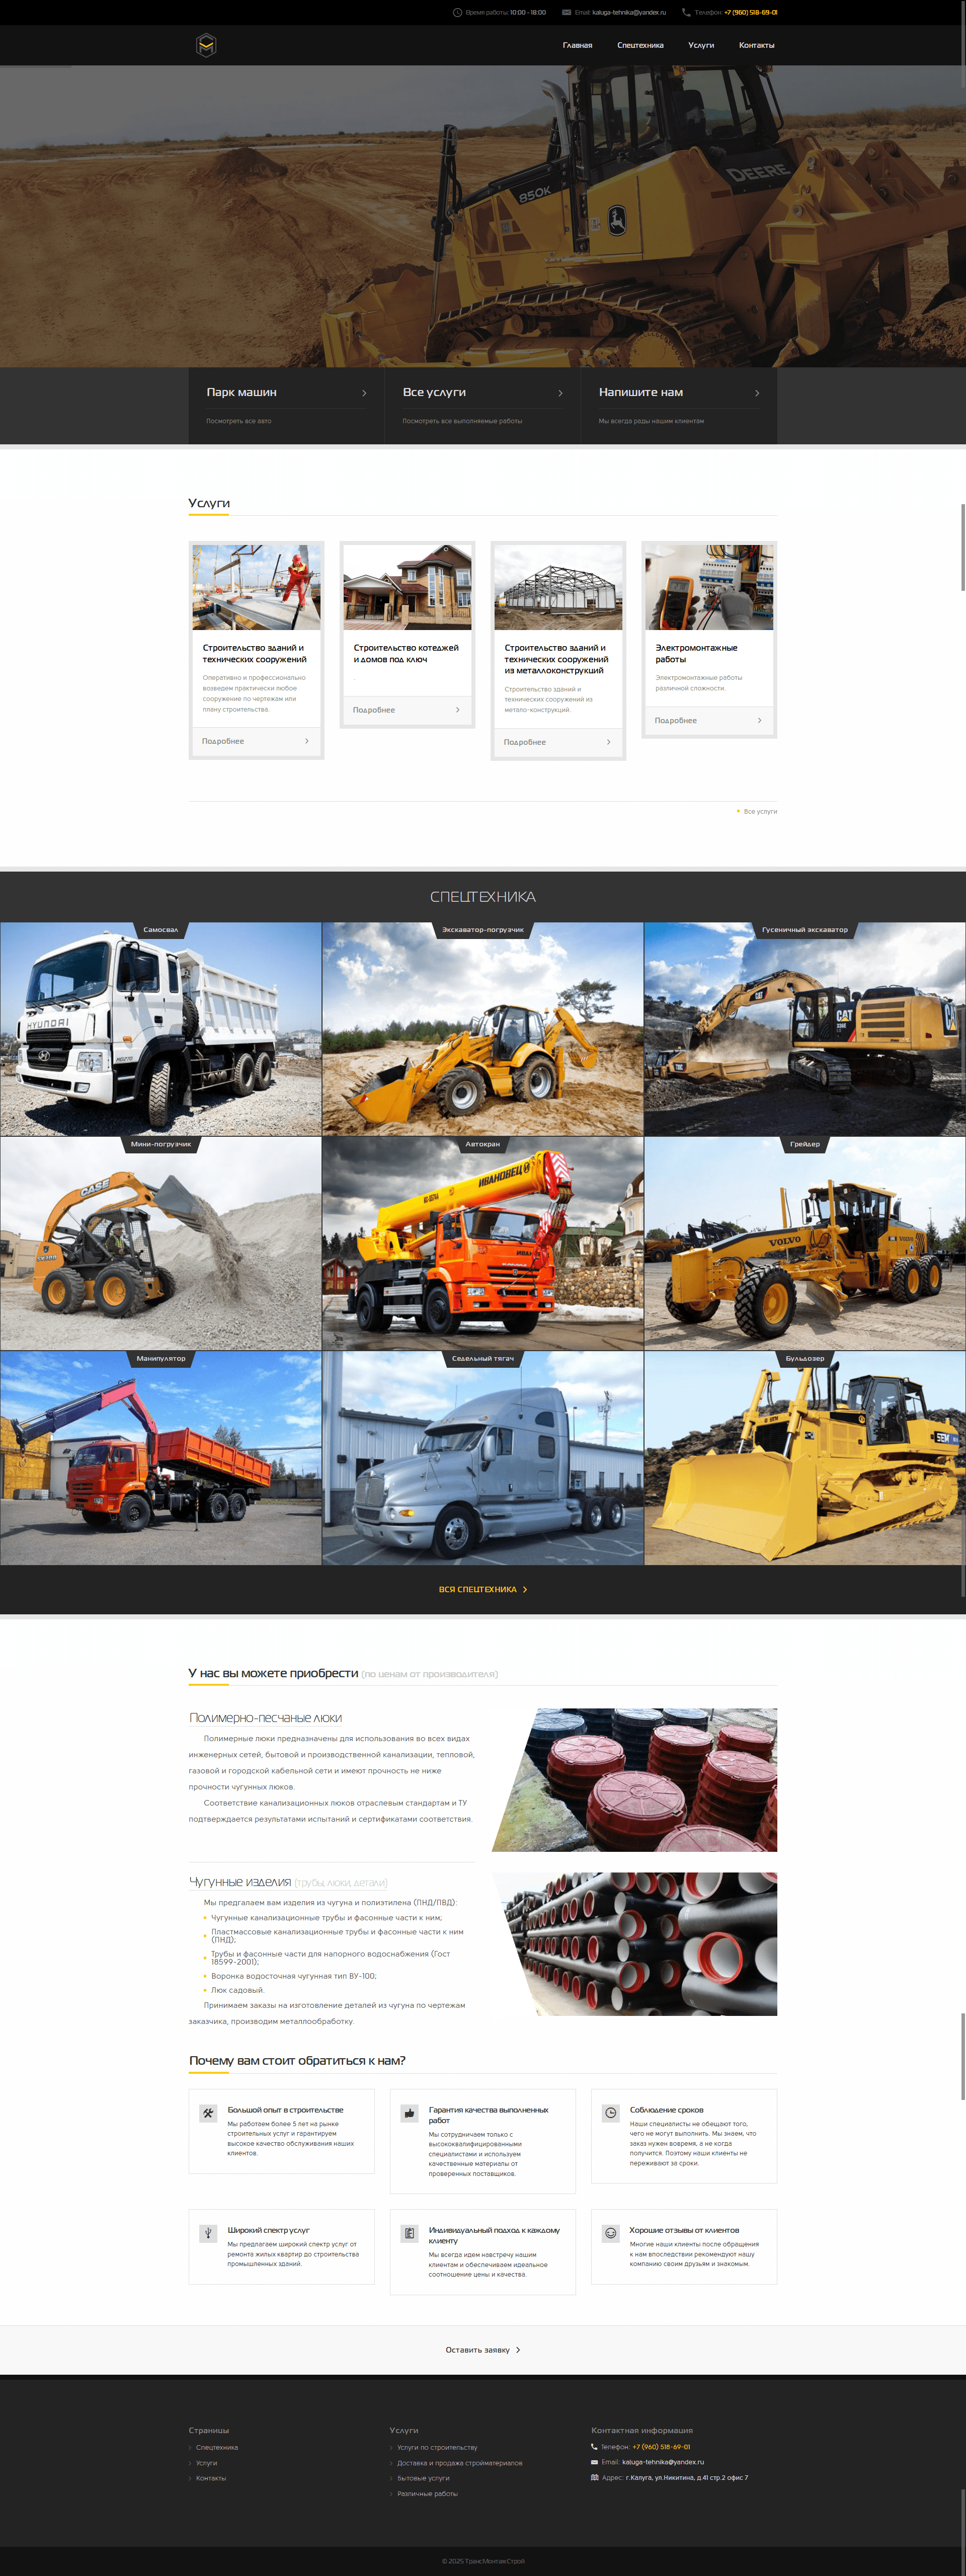 Время работы: 10:00 - 18:00 Email: kaluga-tehnika@yandex.ru Телефон: +7 (960) 518-69-01
Главная Спецтехника Услуги Контакты
850K
DEERE
Парк машин
Посмотреть все авто
Все услуги
Посмотреть все выполняемые работы
Напишите нам
Мы всегда рады нашим клиентам
Услуги
Строительство зданий и
технических сооружений
Оперативно и профессионально
возведем практически любое
сооружение по чертежам или
плану строительства.
Подробнее
Строительство котеджей
и домов под ключ
.
Подробнее
Строительство зданий и
технических сооружений
из металлоконструкций
Строительство зданий и
технических сооружений из
метало-конструкций.
Подробнее
Электромонтажные
работы
Электромонтажные работы
различной сложности
Подробнее
Все услуги
СПЕЦТЕХНИКА
Самосвал
HYUNDAI
HD270
Экскаватор-погрузчик
Гусеничный экскаватор
CAT
CAT
CAT
Мини-погрузчик
CASE
Автокран
ИВАНОВЕЦ
ИВАН
Грейдер
VOLVO
VOLVO
Манипулятор
Седельный тягач
Бульдозер
SEM
SEM
ВСЯ СПЕЦТЕХНИКА
У нас вы можете приобрести (по ценам от производителя)
Полимерно-песчаные люки
Полимерные люки предназначены для использования во всех видах
инженерных сетей, бытовой и производственной канализации, тепловой,
газовой и городской кабельной сети и имеют прочность не ниже
прочности чугунных люков.
Соответствие канализационных люков отраслевым стандартам и ТУ
подтверждается результатами испытаний и сертификатами соответствия.
Чугунные изделия (трубы, люки, детали)
Мы предлагаем вам изделия из чугуна и полиэтилена (ПНД/ПВД):
Чугунные канализационные трубы и фасонные части к ним;
Пластмассовые канализационные трубы и фасонные части к ним
(ПНД);
Трубы и фасонные части для напорного водоснабжения (Гост
18599-2001);
Воронка водосточная чугунная тип ВУ-100;
Люк садовый.
Принимаем заказы на изготовление деталей из чугуна по чертежам
заказчика, производим металлообработку.
Почему вам стоит обратиться к нам?
Большой опыт в строительстве
Мы работаем более 5 лет на рынке
строительных услуг и гарантируем
высокое качество обслуживания наших
клиентов.
Гарантия качества выполненных
работ
Мы сотрудничаем только с
высококвалифицированными
специалистами и используем
качественные материалы от
проверенных поставщиков.
Соблюдение сроков
Наши специалисты не обещают того,
чего не могут выполнить. Мы знаем, что
заказ нужен вовремя, а не когда
получится. Поэтому наши клиенты не
переживают за сроки.
Широкий спектр услуг
Мы предлагаем широкий спектр услуг от
ремонта жилых квартир до строительства
промышленных зданий.
Индивидуальный подход к каждому
клиенту
Мы всегда идем навстречу нашим
клиентам и обеспечиваем идеальное
соотношение цены и качества.
Хорошие отзывы от клиентов
Многие наши клиенты после обращения
к нам впоследствии рекомендуют нашу
компанию своим друзьям и знакомым.
Оставить заявку
Страницы
Спецтехника
Услуги
Контакты
Услуги
Услуги по строительству
Доставка и продажа стройматериалов
Бытовые услуги
Различные работы
Контактная информация
Телефон: +7 (960) 518-69-01
Email: kaluga-tehnika@yandex.ru
Адрес: г.Калуга, ул.Никитина, д.41 стр.2 офис 7
© 2025 ТрансМонтажСтрой